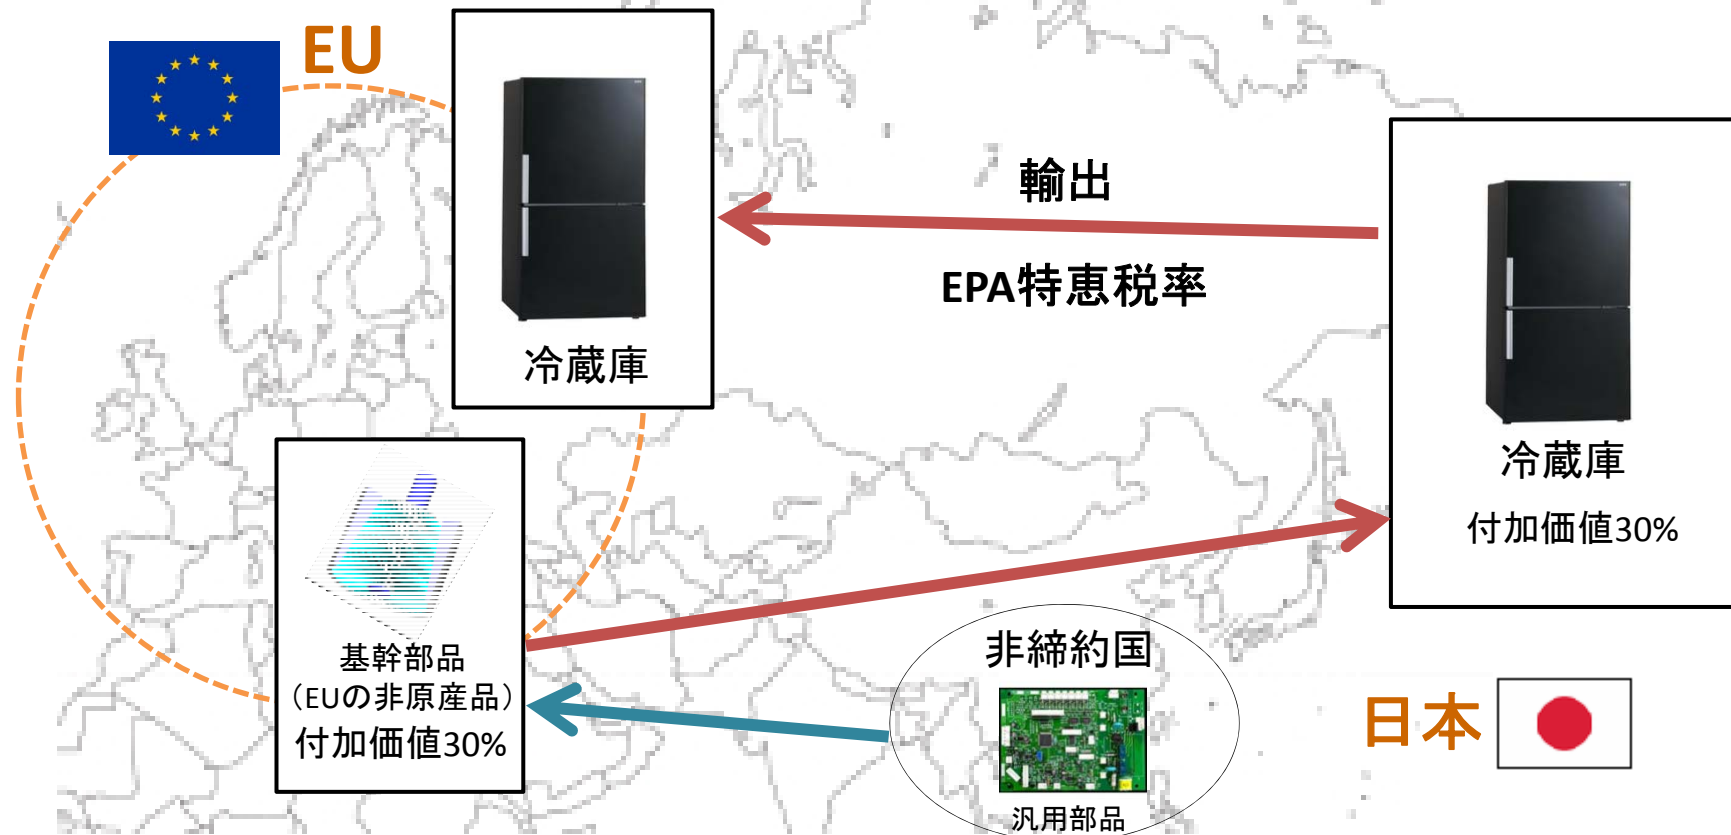 EU
冷蔵庫
輸出
EPA特恵税率
冷蔵庫
付加価値30%
基幹部品
（EUの非原産品）
付加価値30%
非締約国
汎用部品
日本